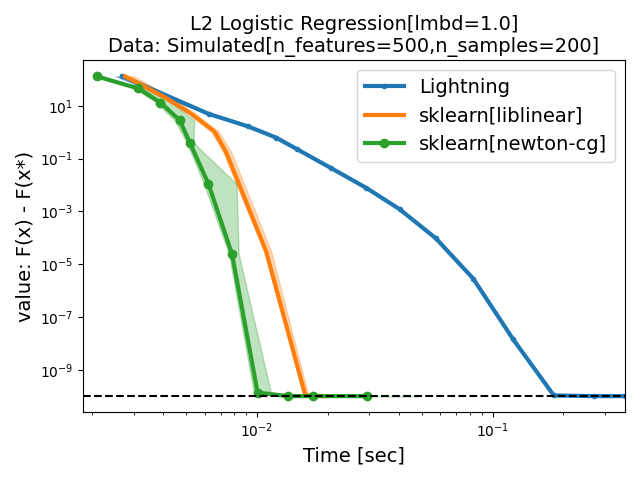 L2 Logistic Regression[lmbd=1.0]
Data: Simulated[n_features=500,n_samples=200]
Lightning
sklearn[liblinear]
sklearn[newton-cg]
value: F(x) - F(x*)
10¹
10⁻¹
10⁻³
10⁻⁵
10⁻⁷
10⁻⁹
10⁻²
10⁻¹
Time [sec]